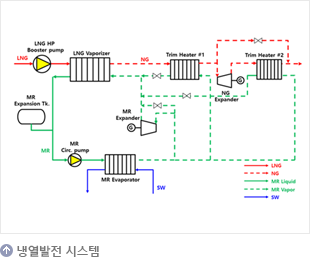 LNG HP
Booster pump
LNG Vaporizer
Trim Heater #1
Trim Heater #2
LNG
NG
G
NG
Expander
MR
Expansion Tk.
MR
Expander
G
MR
MR
Circ. pump
MR Evaporator
SW
LNG
NG
MR Liquid
MR Vapor
SW
냉열발전 시스템